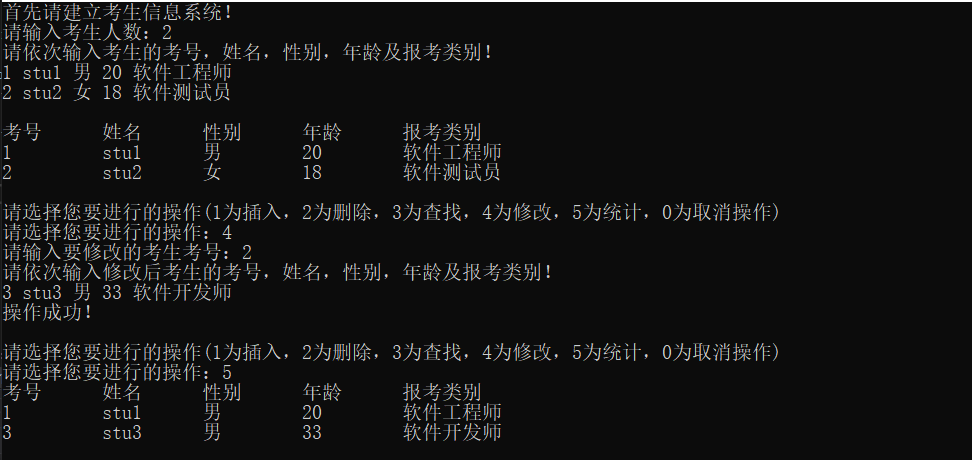 首先请建立考生信息系统！
请输入考生人数：2
请依次输入考生的考号，姓名，性别，年龄及报考类别！
1 stu1 男 20 软件工程师
2 stu2 女 18 软件测试员
考号 姓名 性别 年龄 报考类别
1 stu1 男 20 软件工程师
2 stu2 女 18 软件测试员
请选择您要进行的操作(1为插入，2为删除，3为查找，4为修改，5为统计，0为取消操作)
请选择您要进行的操作：4
请输入要修改的考生考号：2
请依次输入修改后考生的考号，姓名，性别，年龄及报考类别！
3 stu3 男 33 软件开发师
操作成功！
请选择您要进行的操作(1为插入，2为删除，3为查找，4为修改，5为统计，0为取消操作)
请选择您要进行的操作：5
考号 姓名 性别 年龄 报考类别
1 stu1 男 20 软件工程师
3 stu3 男 33 软件开发师